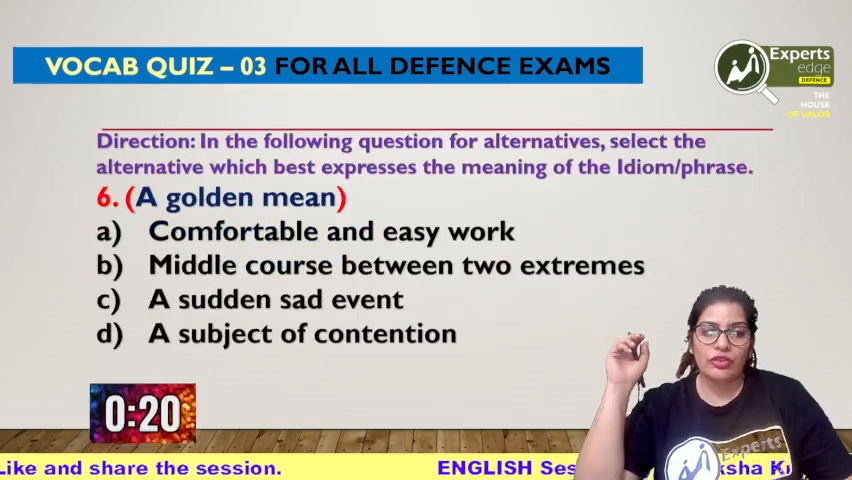 VOCAB QUIZ – 03 FOR ALL DEFENCE EXAMS
Experts
edge
DEFENCE
THE
HOUSE
OF VALOR
Direction: In the following question for alternatives, select the
alternative which best expresses the meaning of the Idiom/phrase.
6. (A golden mean)
a) Comfortable and easy work
b) Middle course between two extremes
c) A sudden sad event
d) A subject of contention
0:20
Experts
Like and share the session. ENGLISH